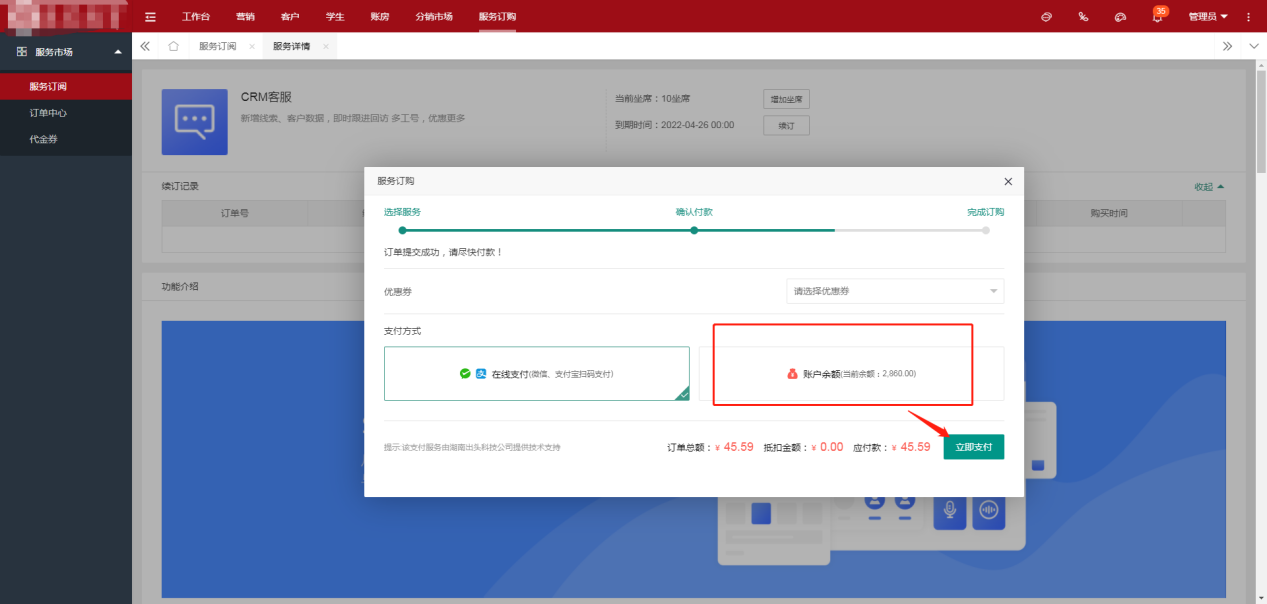 工作台 营销 客户 学生 账房 分销市场 服务订购 35 管理员
服务市场 服务订阅 服务详情
服务订阅
订单中心
代金券
CRM客服
新增线索、客户数据，即时跟进回访 多工号，优惠更多
当前坐席：10坐席 增加坐席
到期时间：2022-04-26 00:00 续订
续订记录 收起
订单号 购买时间
功能介绍
服务订购
选择服务 确认付款 完成订购
订单提交成功，请尽快付款！
优惠券 请选择优惠券
支付方式
在线支付(微信、支付宝扫码支付) 账户余额(当前余额：2,860.00)
提示:该支付服务由湖南出头科技公司提供技术支持 订单总额：¥ 45.59 抵扣金额：¥ 0.00 应付款：¥ 45.59 立即支付